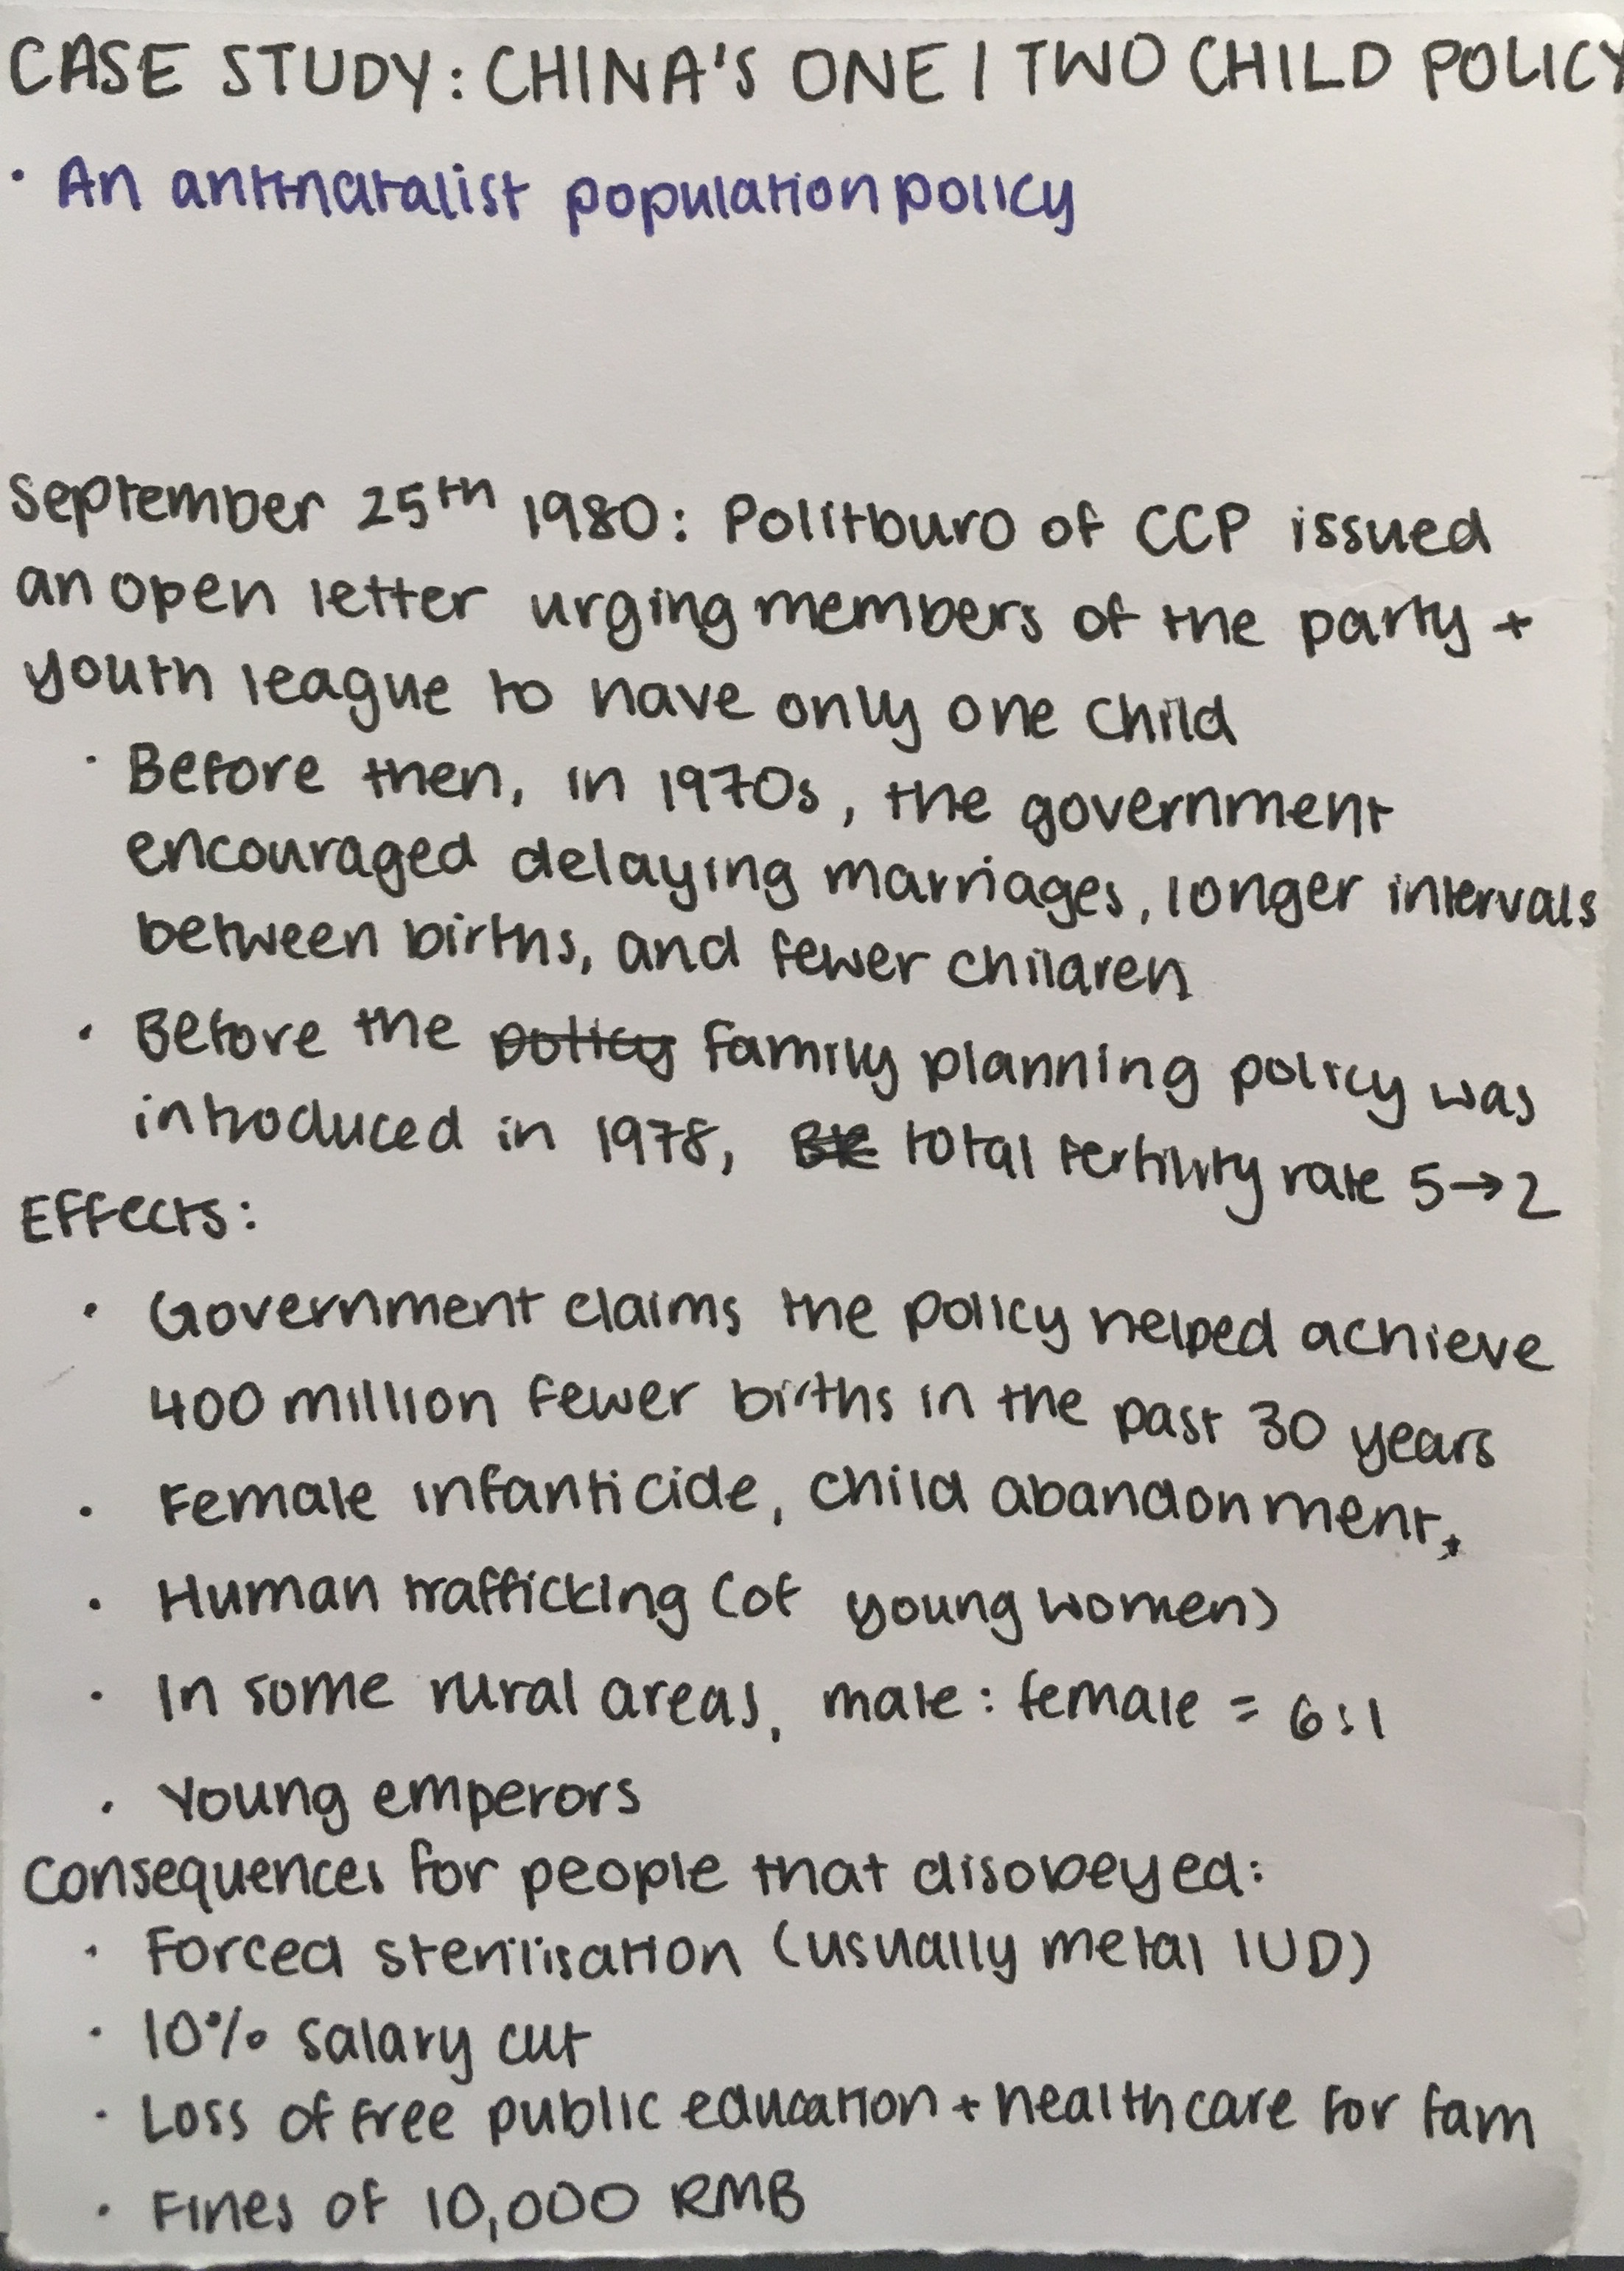 CASE STUDY: CHINA'S ONE / TWO CHILD POLICY
· An anti-natalist population policy
September 25th 1980: Politburo of CCP issued
an open letter urging members of the party +
youth league to have only one child
· Before then, in 1970s, the government
encouraged delaying marriages, longer intervals
between births, and fewer children
· Before the policy family planning policy was
introduced in 1978, total fertility rate 5→2
Effects:
· Government claims the policy helped achieve
400 million fewer births in the past 30 years
· Female infanticide, child abandonment,
· Human trafficking (of young women)
· In some rural areas, male : female = 6:1
· Young emperors
Consequences for people that disobeyed:
· Forced sterilisation (usually metal IUD)
· 10% salary cut
· Loss of free public education + healthcare for fam
· Fines of 10,000 RMB